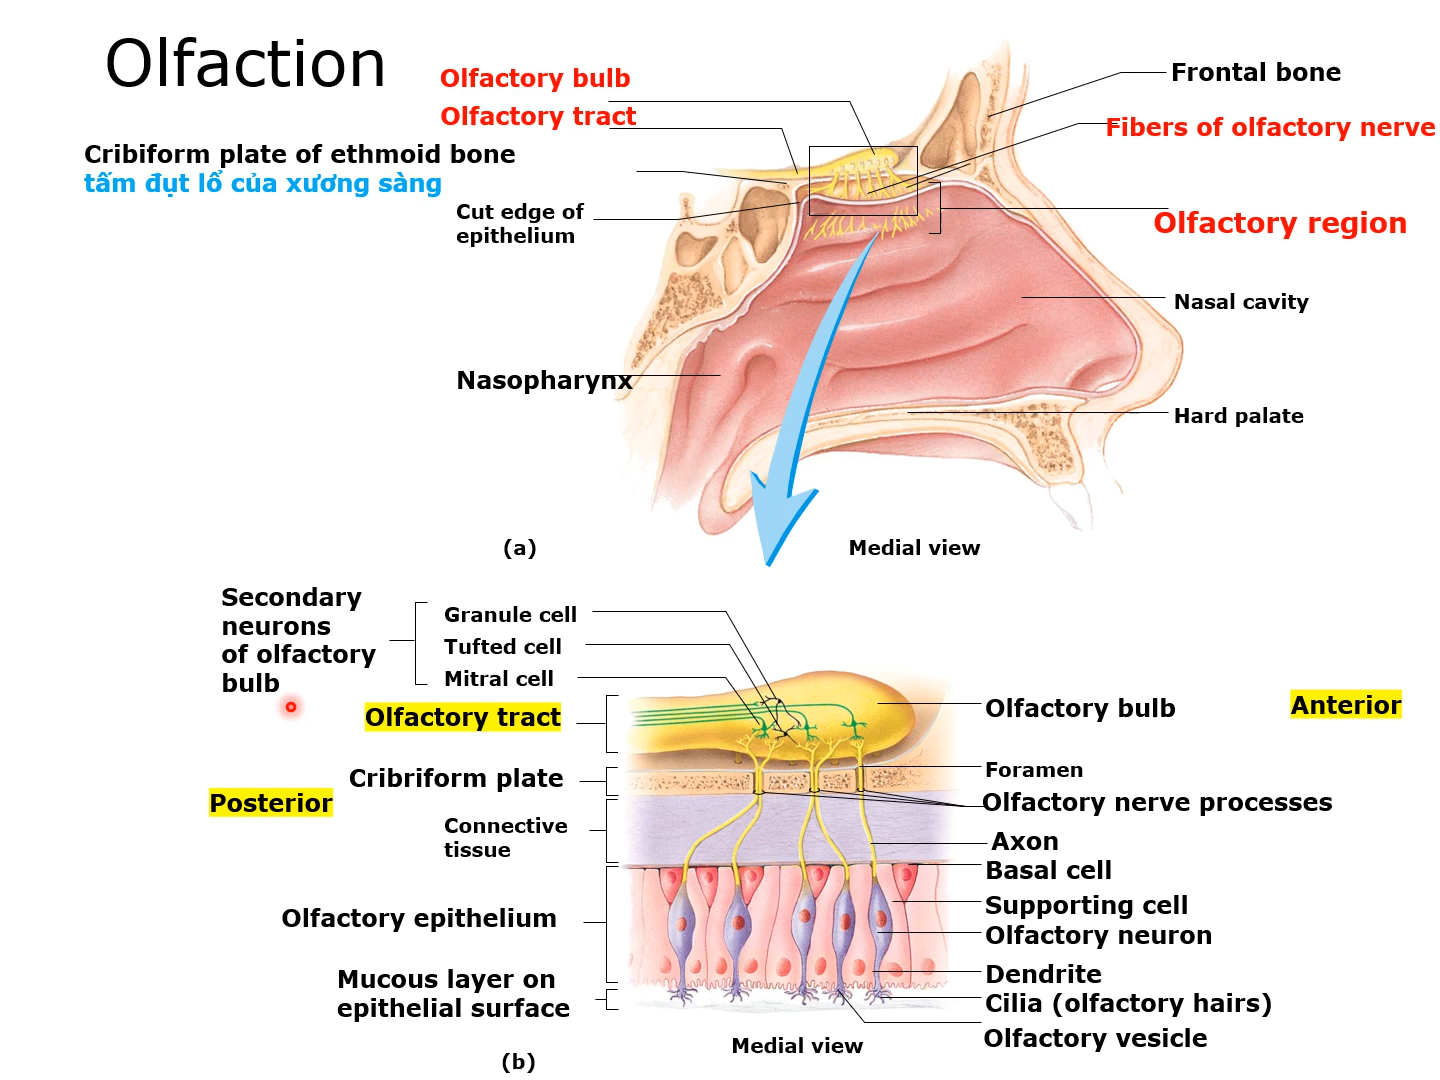 Olfaction
Olfactory bulb
Olfactory tract
Frontal bone
Fibers of olfactory nerve
Cribiform plate of ethmoid bone
tấm đụt lổ của xương sàng
Cut edge of
epithelium
Olfactory region
Nasal cavity
Nasopharynx
Hard palate
(a)
Medial view
Secondary
neurons
of olfactory
bulb
Granule cell
Tufted cell
Mitral cell
Olfactory tract
Olfactory bulb
Anterior
Cribriform plate
Foramen
Posterior
Olfactory nerve processes
Connective
tissue
Axon
Basal cell
Olfactory epithelium
Supporting cell
Olfactory neuron
Mucous layer on
epithelial surface
Dendrite
Cilia (olfactory hairs)
Olfactory vesicle
Medial view
(b)